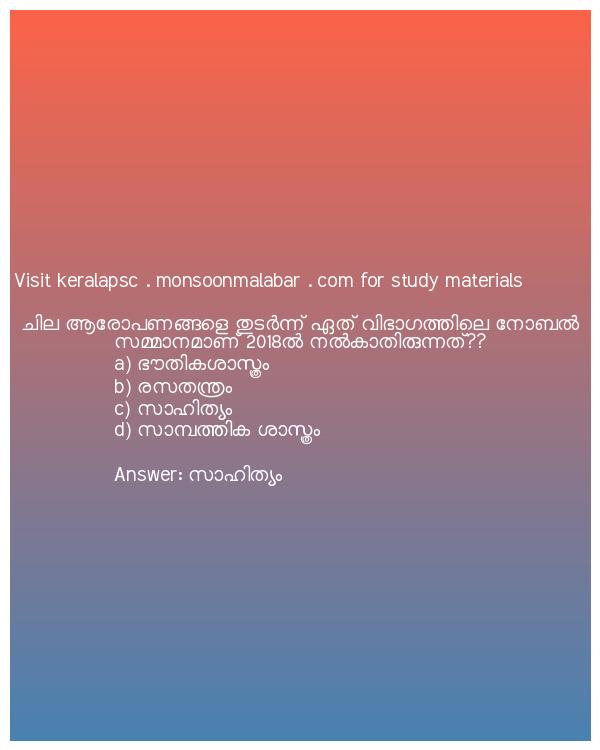 Visit keralapsc . monsoonmalabar . com for study materials
ചില ആരോപണങ്ങളെ തുടർന്ന് ഏത് വിഭാഗത്തിലെ നോബൽ
സമ്മാനമാണ് 2018ൽ നൽകാതിരുന്നത്??
a) ഭൗതികശാസ്ത്രം
b) രസതന്ത്രം
c) സാഹിത്യം
d) സാമ്പത്തിക ശാസ്ത്രം
Answer: സാഹിത്യം